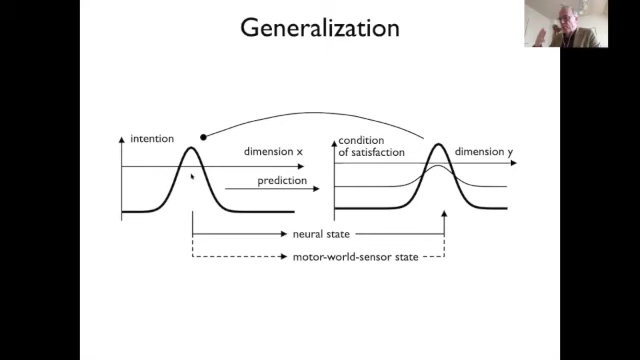 Generalization
intention
dimension x
prediction
condition
of satisfaction
dimension y
neural state
motor-world-sensor state